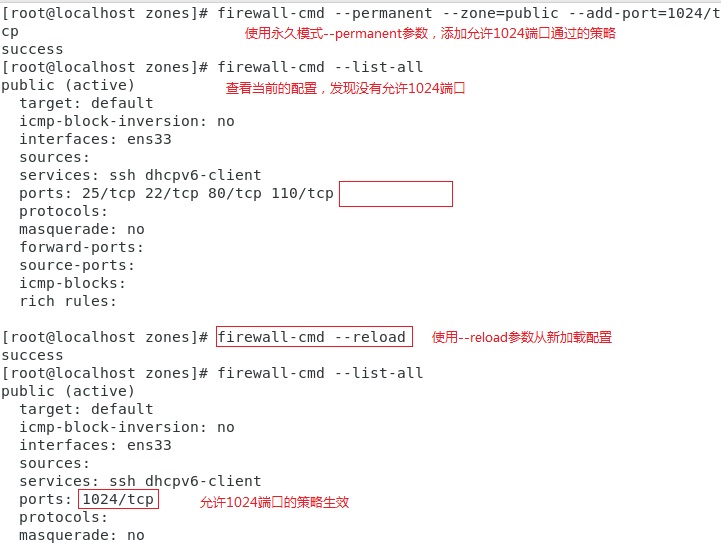 [root@localhost zones]# firewall-cmd --permanent --zone=public --add-port=1024/t
cp
使用永久模式--permanent参数，添加允许1024端口通过的策略
success
[root@localhost zones]# firewall-cmd --list-all
public (active)
查看当前的配置，发现没有允许1024端口
target: default
icmp-block-inversion: no
interfaces: ens33
sources:
services: ssh dhcpv6-client
ports: 25/tcp 22/tcp 80/tcp 110/tcp
protocols:
masquerade: no
forward-ports:
source-ports:
icmp-blocks:
rich rules:
[root@localhost zones]# firewall-cmd --reload
使用--reload参数从新加载配置
success
[root@localhost zones]# firewall-cmd --list-all
public (active)
target: default
icmp-block-inversion: no
interfaces: ens33
sources:
services: ssh dhcpv6-client
ports: 1024/tcp
允许1024端口的策略生效
protocols:
masquerade: no